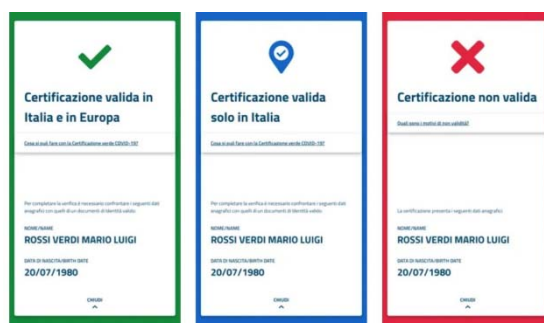 Certificazione valida in
Italia e in Europa
Cosa si può fare con la Certificazione verde COVID-19?
Per completare la verifica è necessario confrontare i seguenti dati
anagrafici con quelli di un documento di identità valido.
NOME/NAME
ROSSI VERDI MARIO LUIGI
DATA DI NASCITA/BIRTH DATE
20/07/1980
CHIUDI
Certificazione valida
solo in Italia
Cosa si può fare con la Certificazione verde COVID-19?
Per completare la verifica è necessario confrontare i seguenti dati
anagrafici con quelli di un documento di identità valido.
NOME/NAME
ROSSI VERDI MARIO LUIGI
DATA DI NASCITA/BIRTH DATE
20/07/1980
CHIUDI
Certificazione non valida
Quali sono i motivi di non validità?
La certificazione presenta i seguenti dati anagrafici
NOME/NAME
ROSSI VERDI MARIO LUIGI
DATA DI NASCITA/BIRTH DATE
20/07/1980
CHIUDI